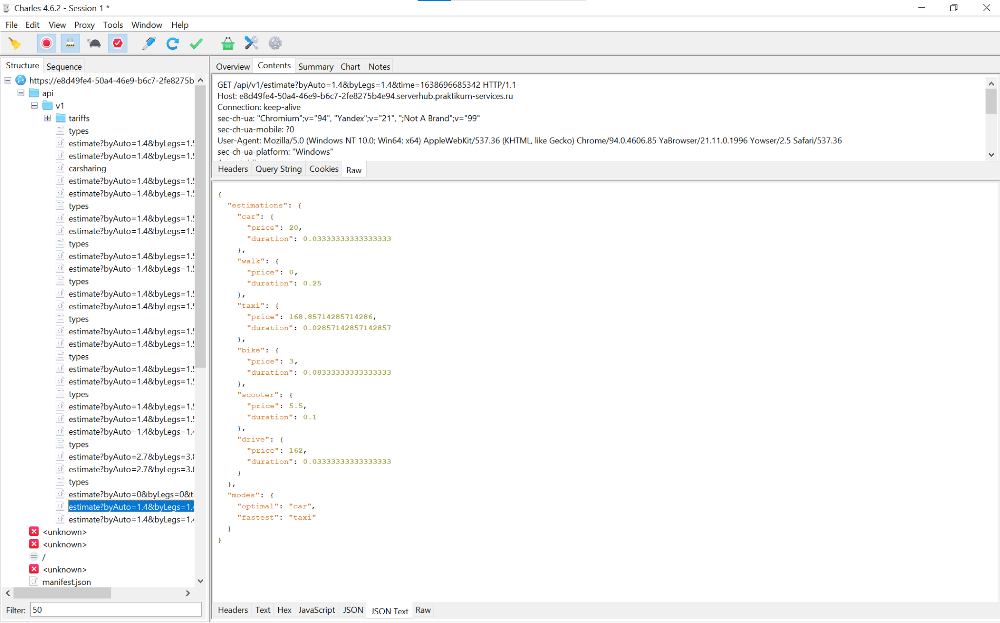 Charles 4.6.2 - Session 1 *
File Edit View Proxy Tools Window Help
Structure Sequence
https://e8d49fe4-50a4-46e9-b6c7-2fe8275b
api
v1
tariffs
types
estimate?byAuto=1.4&byLegs=1.5
estimate?byAuto=1.4&byLegs=1.5
carsharing
estimate?byAuto=1.4&byLegs=1.5
estimate?byAuto=1.4&byLegs=1.5
types
estimate?byAuto=1.4&byLegs=1.5
estimate?byAuto=1.4&byLegs=1.5
types
estimate?byAuto=1.4&byLegs=1.5
estimate?byAuto=1.4&byLegs=1.5
types
estimate?byAuto=1.4&byLegs=1.5
estimate?byAuto=1.4&byLegs=1.5
types
estimate?byAuto=1.4&byLegs=1.5
estimate?byAuto=1.4&byLegs=1.5
types
estimate?byAuto=1.4&byLegs=1.5
estimate?byAuto=1.4&byLegs=1.5
types
estimate?byAuto=1.4&byLegs=1.5
estimate?byAuto=1.4&byLegs=1.5
estimate?byAuto=1.4&byLegs=1.4
types
estimate?byAuto=2.7&byLegs=3.8
estimate?byAuto=2.7&byLegs=3.8
types
estimate?byAuto=0&byLegs=0&ti
estimate?byAuto=1.4&byLegs=1.4
estimate?byAuto=1.4&byLegs=1.4
<unknown>
<unknown>
/
<unknown>
manifest.json
Filter: 50
Overview Contents Summary Chart Notes
GET /api/v1/estimate?byAuto=1.4&byLegs=1.4&time=1638696685342 HTTP/1.1
Host: e8d49fe4-50a4-46e9-b6c7-2fe8275b4e94.serverhub.praktikum-services.ru
Connection: keep-alive
sec-ch-ua: "Chromium";v="94", "Yandex";v="21", ";Not A Brand";v="99"
sec-ch-ua-mobile: ?0
User-Agent: Mozilla/5.0 (Windows NT 10.0; Win64; x64) AppleWebKit/537.36 (KHTML, like Gecko) Chrome/94.0.4606.85 YaBrowser/21.11.0.1996 Yowser/2.5 Safari/537.36
sec-ch-ua-platform: "Windows"
Headers Query String Cookies Raw
{
"estimations": {
"car": {
"price": 20,
"duration": 0.03333333333333333
},
"walk": {
"price": 0,
"duration": 0.25
},
"taxi": {
"price": 168.85714285714286,
"duration": 0.02857142857142857
},
"bike": {
"price": 3,
"duration": 0.08333333333333333
},
"scooter": {
"price": 5.5,
"duration": 0.1
},
"drive": {
"price": 162,
"duration": 0.03333333333333333
}
},
"modes": {
"optimal": "car",
"fastest": "taxi"
}
}
Headers Text Hex JavaScript JSON JSON Text Raw